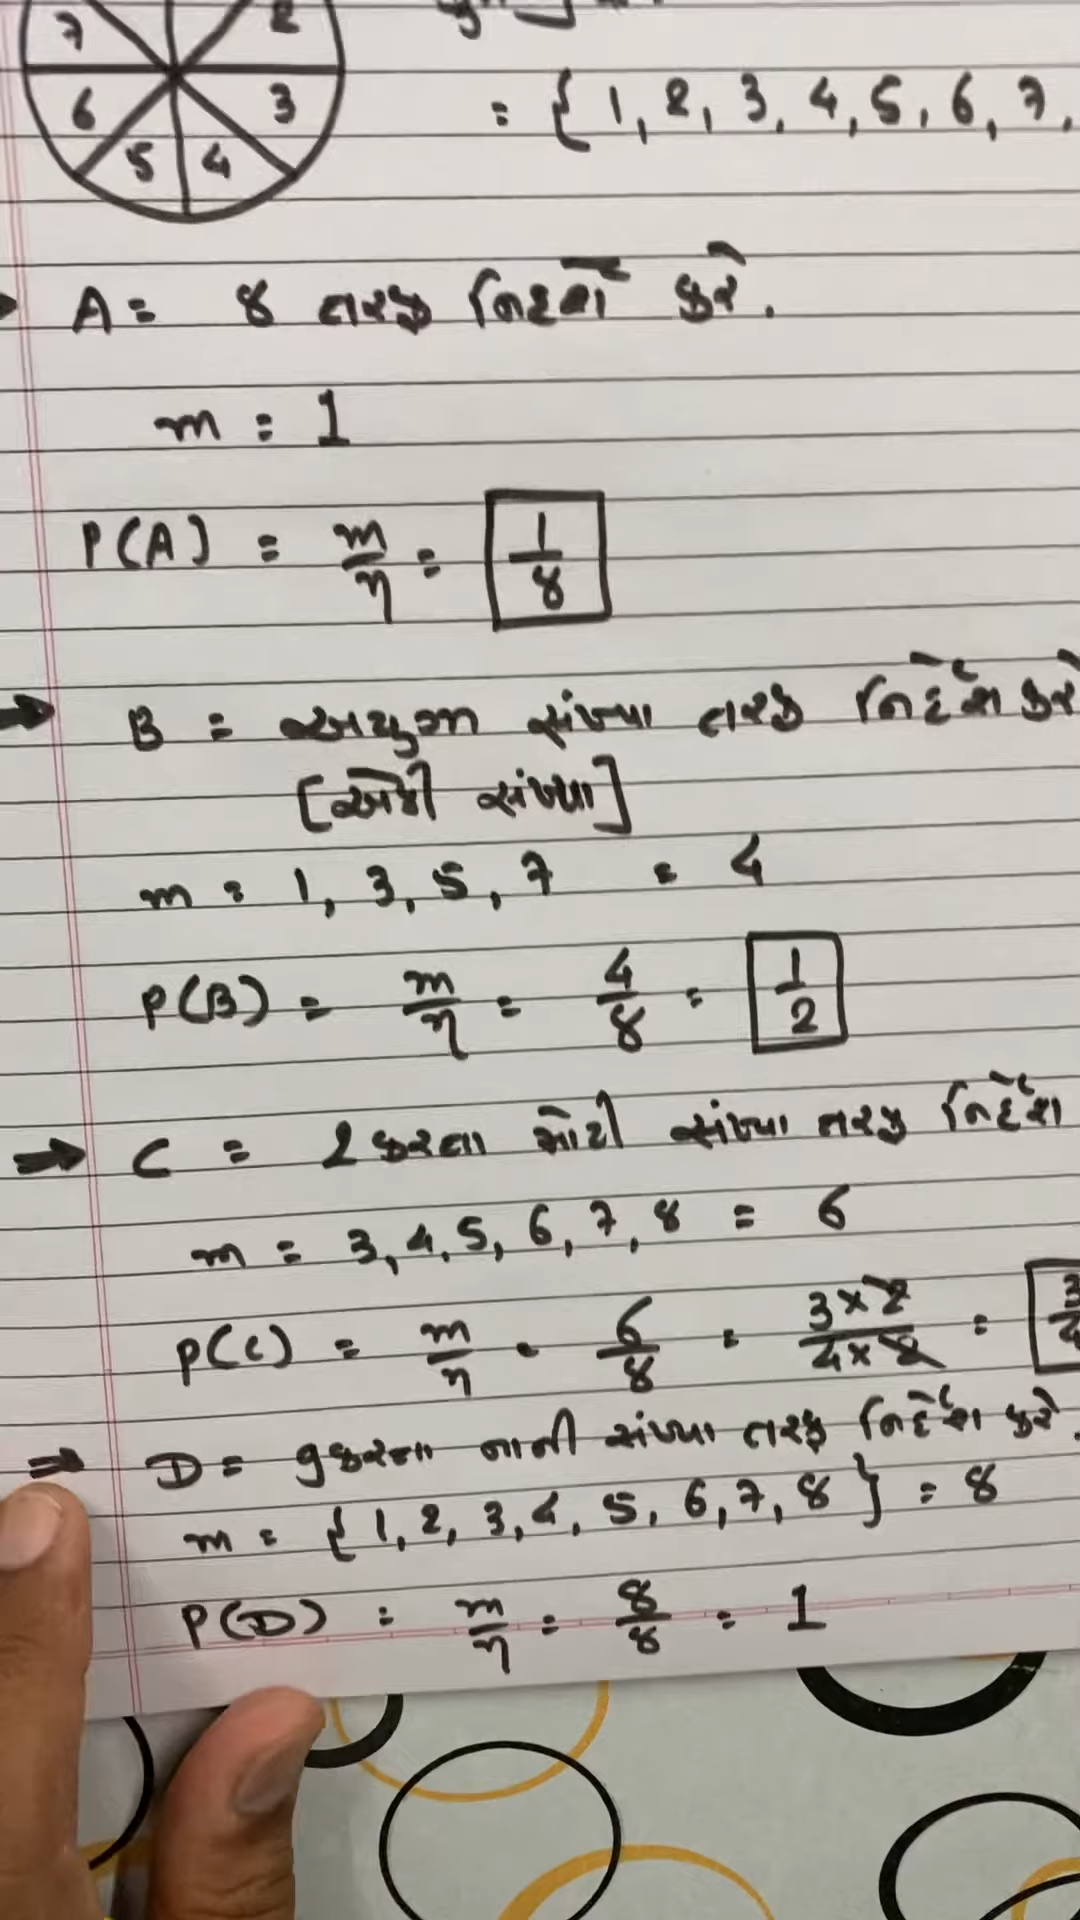 7 2
6 3
5 4
= { 1, 2, 3, 4, 5, 6, 7,
A = 8 તરફ નિર્દેશ કરે.
m = 1
P(A) = m/n = 1/8
B = અયુગ્મ સંખ્યા તરફ નિર્દેશ કરે
[એકી સંખ્યા]
m = 1, 3, 5, 7 = 4
P(B) = m/n = 4/8 = 1/2
C = 2 કરતા મોટી સંખ્યા તરફ નિર્દેશ
m = 3, 4, 5, 6, 7, 8 = 6
P(C) = m/n = 6/8 = 3×2/4×2 = 3/4
D = 9 કરતા નાની સંખ્યા તરફ નિર્દેશ કરે.
m = { 1, 2, 3, 4, 5, 6, 7, 8 } = 8
P(D) = m/n = 8/8 = 1